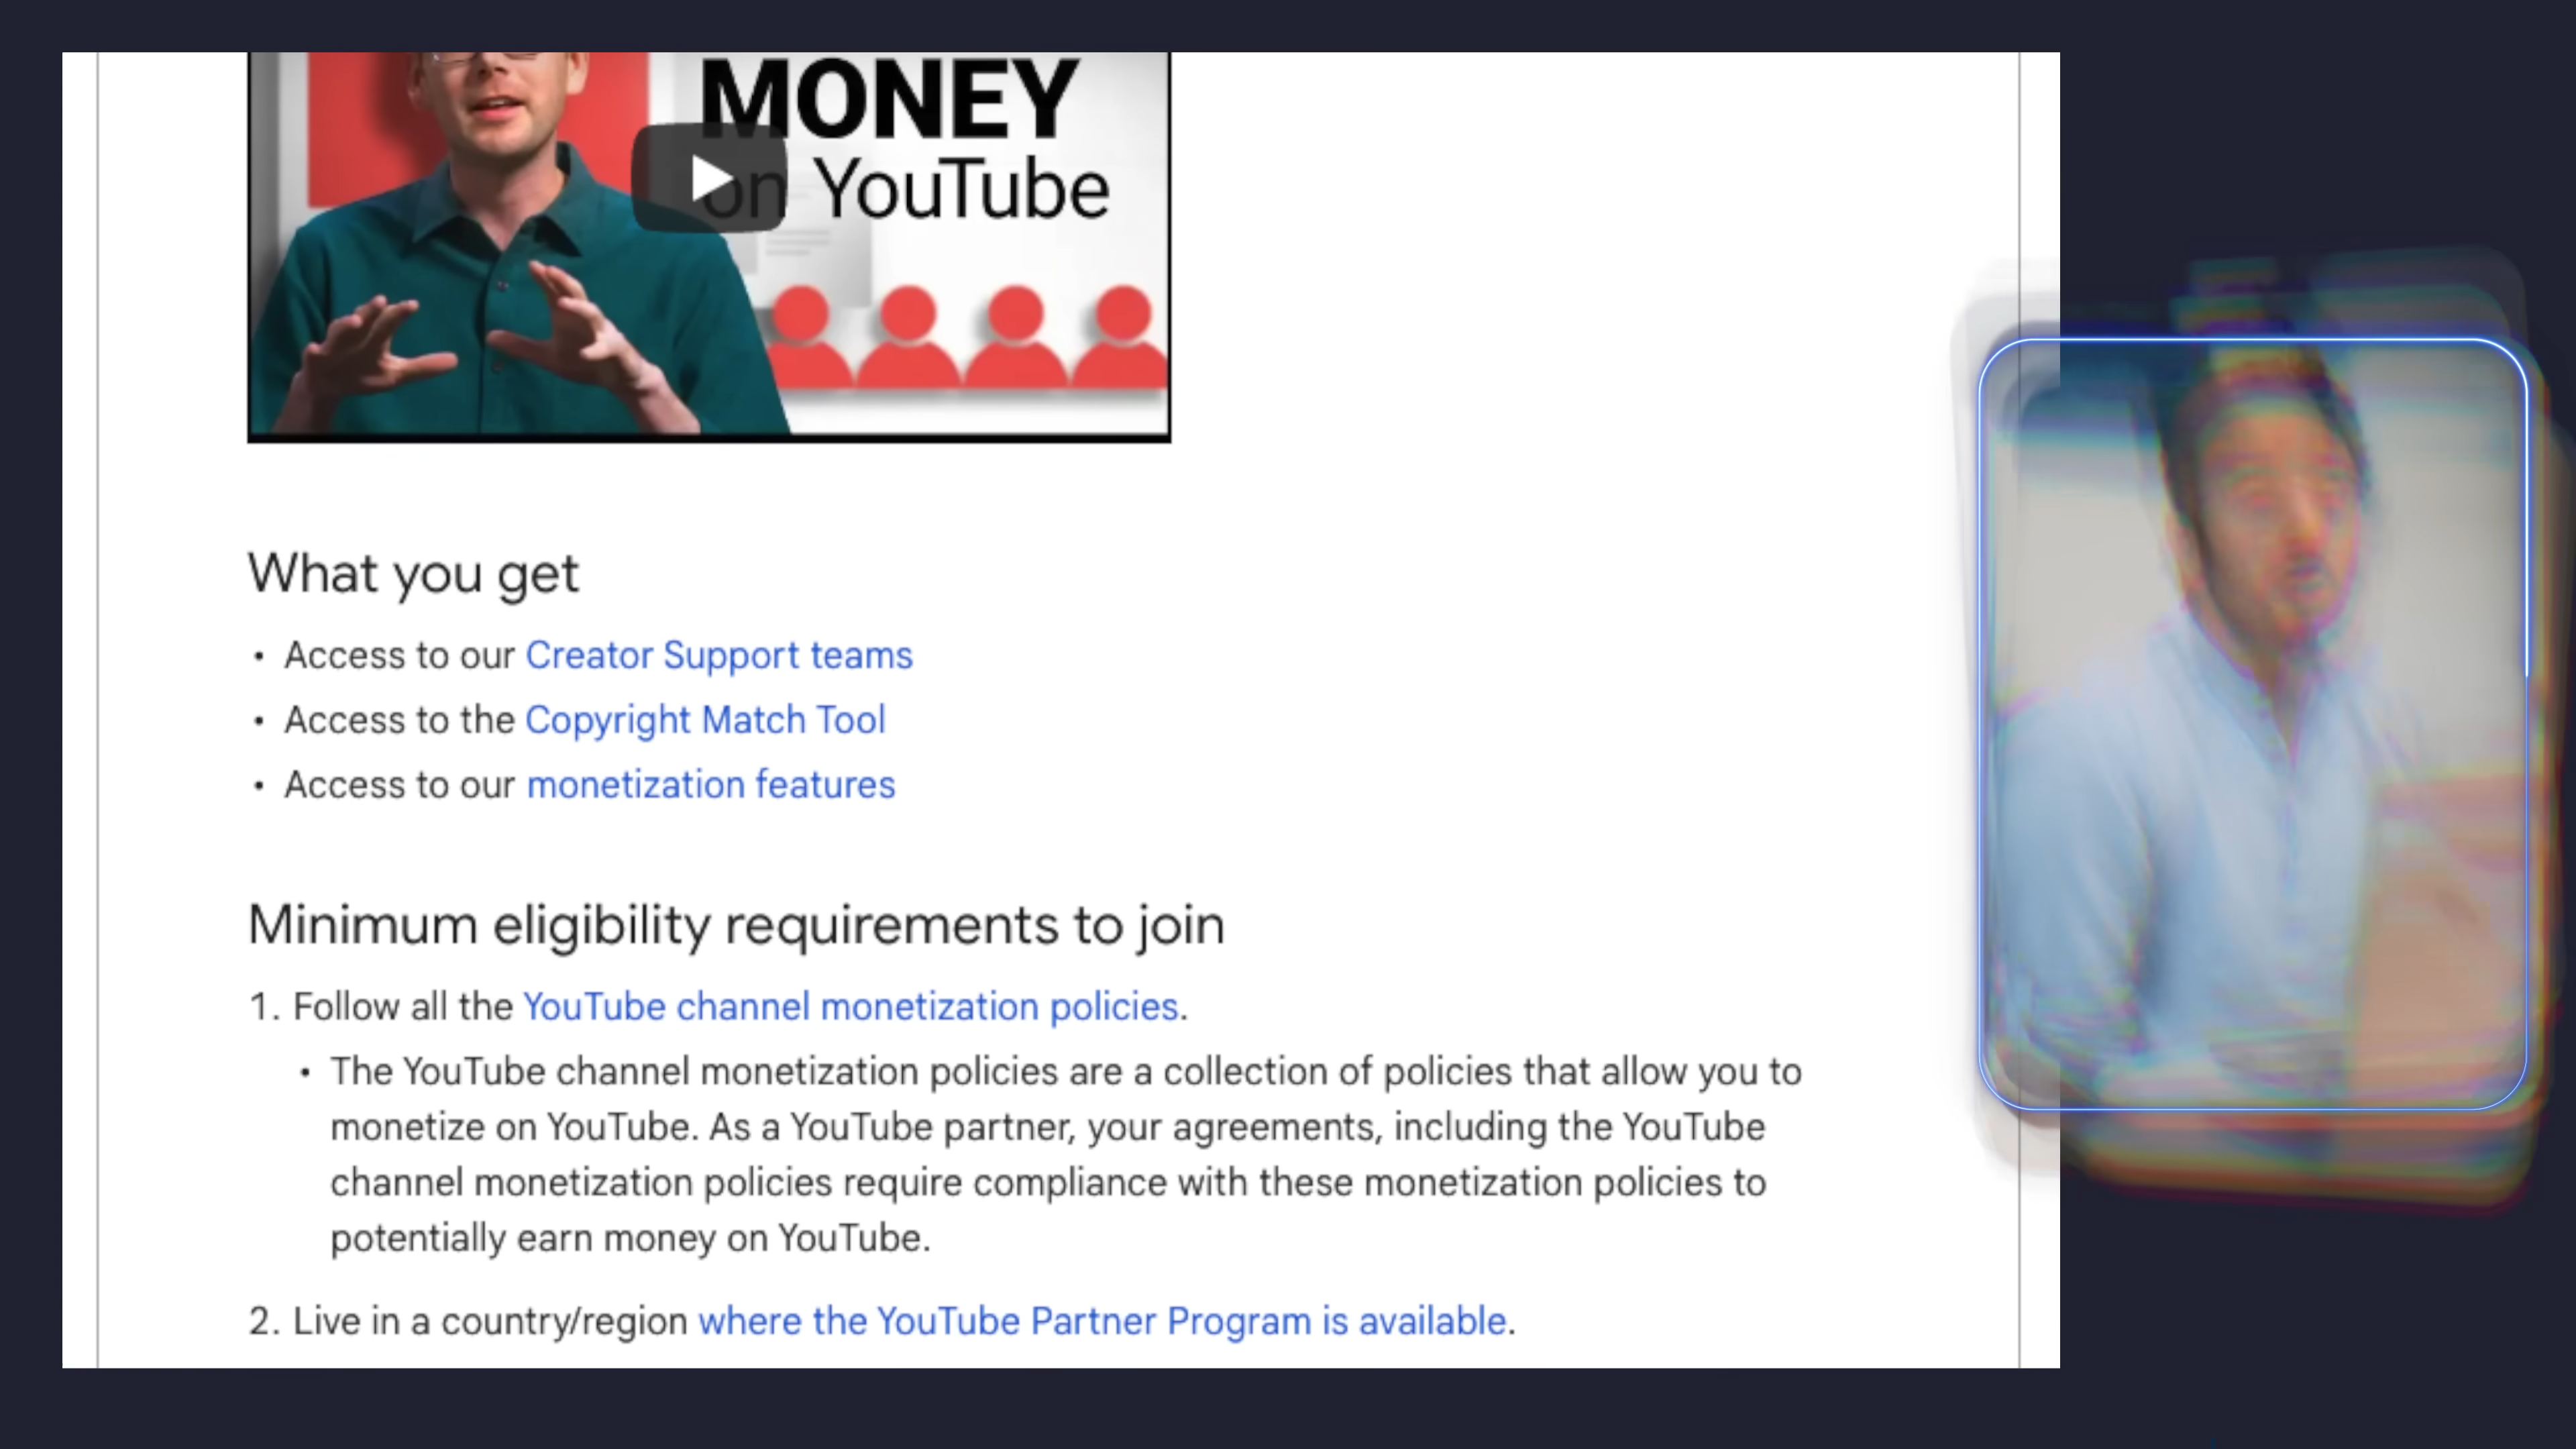 MONEY
on YouTube
What you get
• Access to our Creator Support teams
• Access to the Copyright Match Tool
• Access to our monetization features
Minimum eligibility requirements to join
1. Follow all the YouTube channel monetization policies.
• The YouTube channel monetization policies are a collection of policies that allow you to
monetize on YouTube. As a YouTube partner, your agreements, including the YouTube
channel monetization policies require compliance with these monetization policies to
potentially earn money on YouTube.
2. Live in a country/region where the YouTube Partner Program is available.